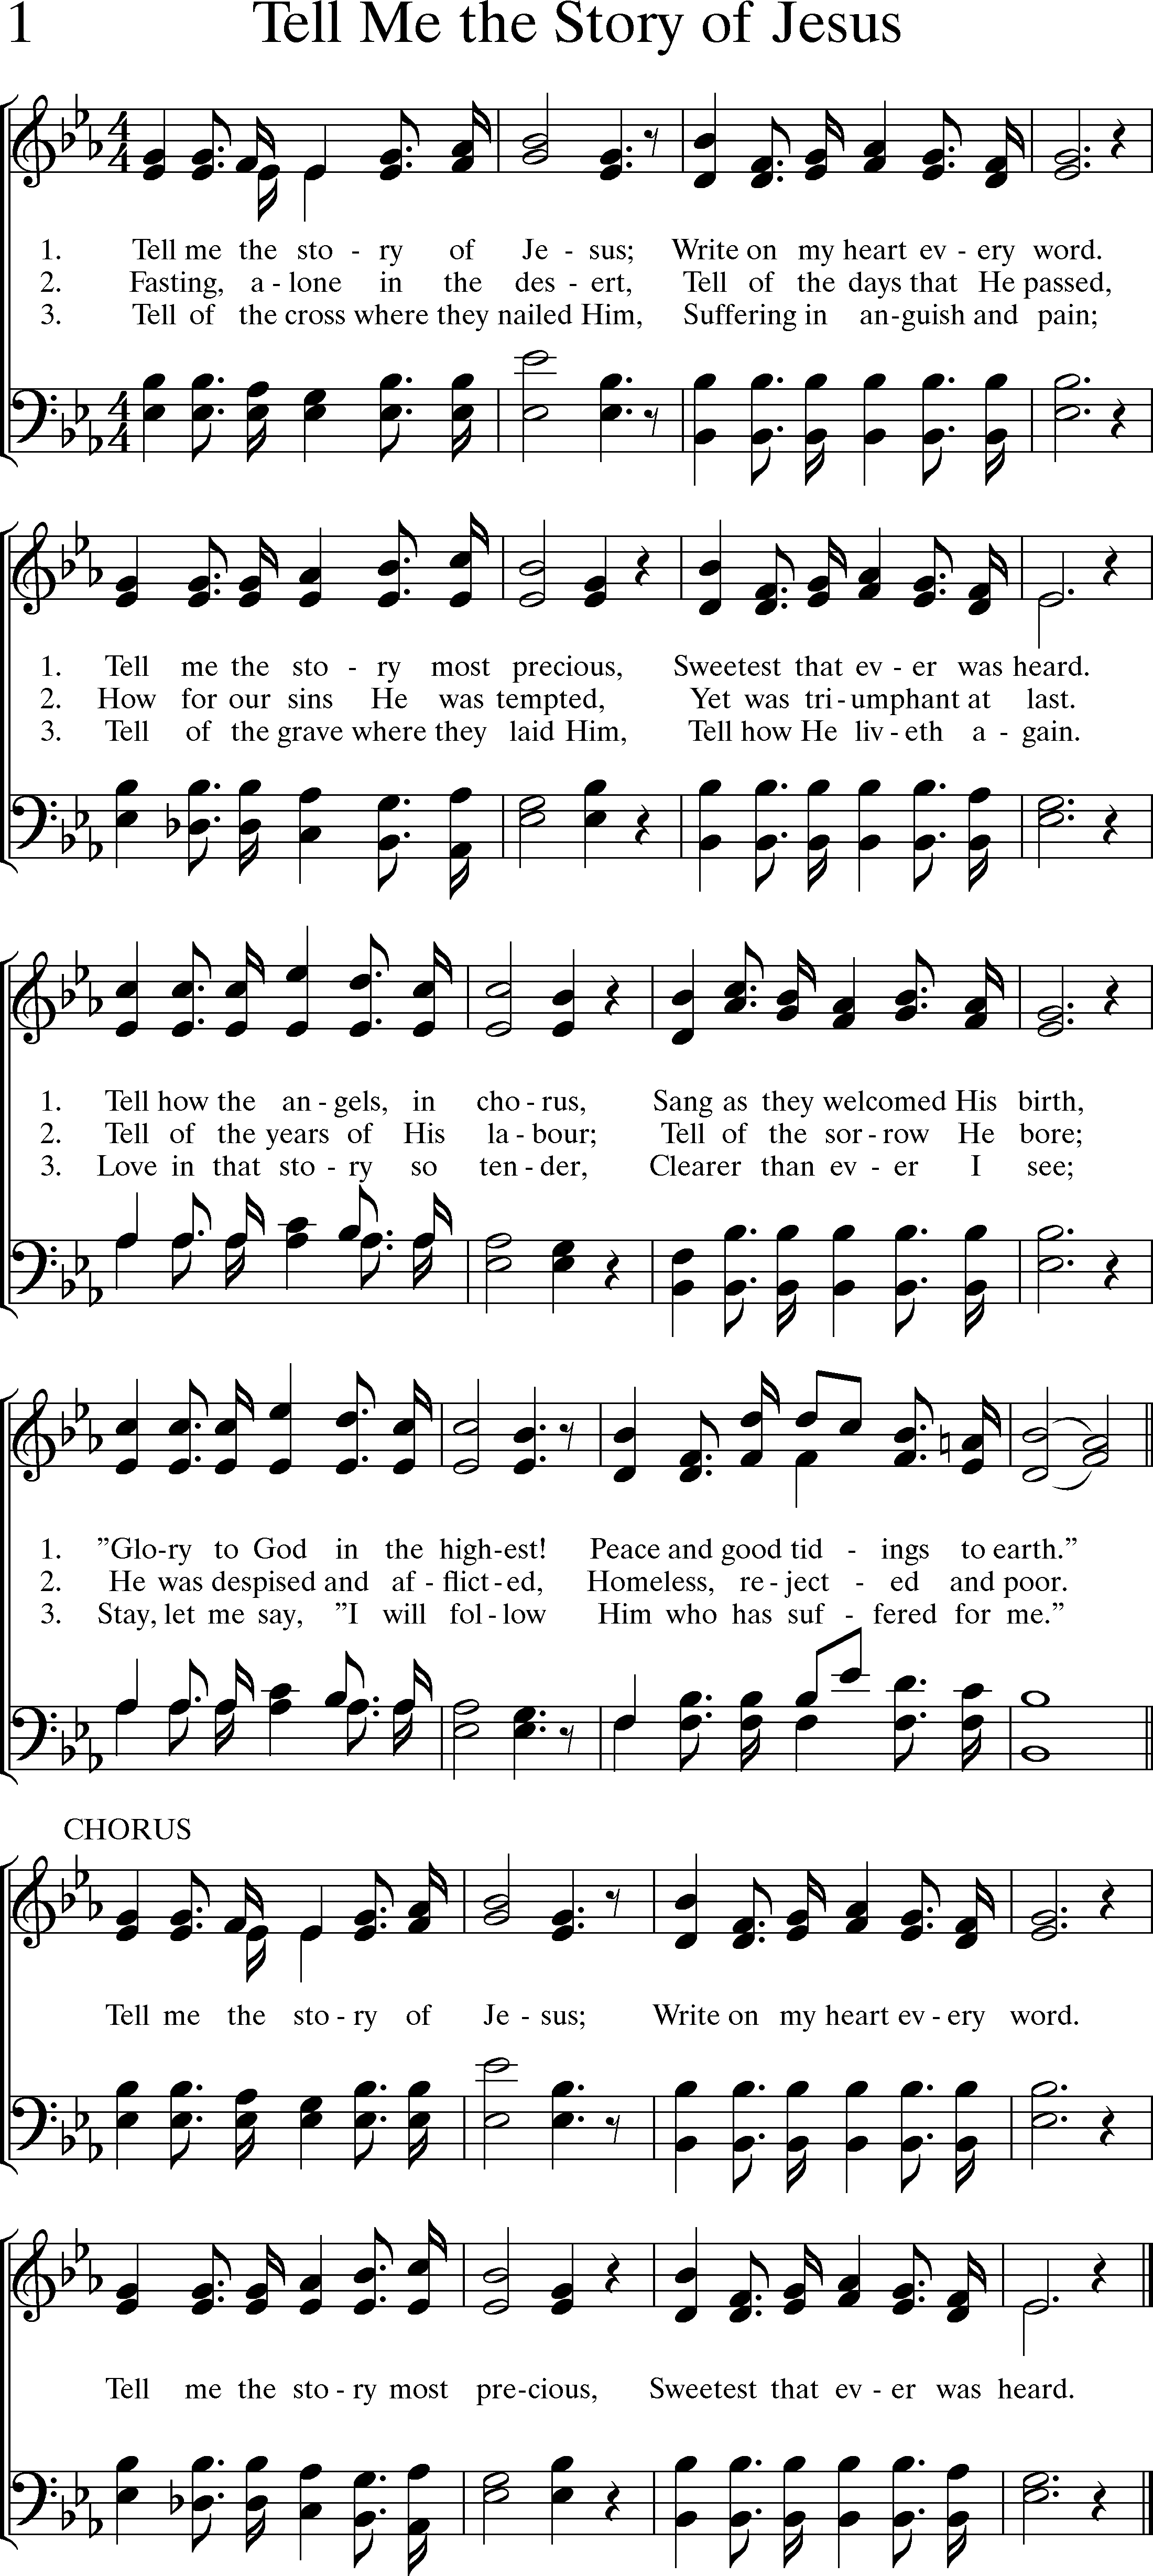 1 Tell Me the Story of Jesus
4 4
1. Tell me the sto - ry of Je - sus; Write on my heart ev - ery word.
2. Fasting, a - lone in the des - ert, Tell of the days that He passed,
3. Tell of the cross where they nailed Him, Suffering in an - guish and pain;
4 4
1. Tell me the sto - ry most precious, Sweetest that ev - er was heard.
2. How for our sins He was tempted, Yet was tri - umphant at last.
3. Tell of the grave where they laid Him, Tell how He liv - eth a - gain.
1. Tell how the an - gels, in cho - rus, Sang as they welcomed His birth,
2. Tell of the years of His la - bour; Tell of the sor - row He bore;
3. Love in that sto - ry so ten - der, Clearer than ev - er I see;
1. ”Glo - ry to God in the high - est! Peace and good tid - ings to earth.”
2. He was despised and af - flict - ed, Homeless, re - ject - ed and poor.
3. Stay, let me say, ”I will fol - low Him who has suf - fered for me.”
CHORUS
Tell me the sto - ry of Je - sus; Write on my heart ev - ery word.
Tell me the sto - ry most pre - cious, Sweetest that ev - er was heard.